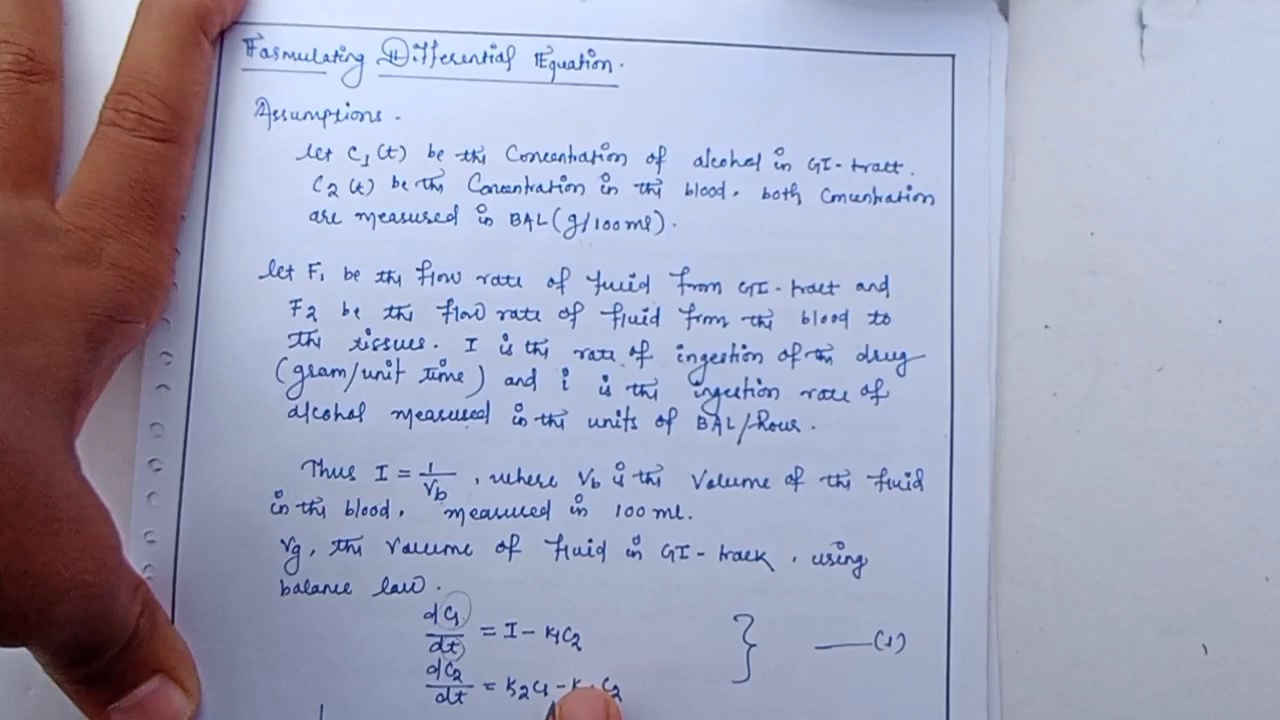 Formulating Differential Equation.
Assumptions.
let C₁(t) be the Concentration of alcohol in GI-tract.
C₂(t) be the Concentration in the blood. both Concentration
are measured in BAL (g/100ml).
let F₁ be the flow rate of fluid from GI-tract and
F₂ be the flow rate of fluid from the blood to
the tissues. I is the rate of ingestion of the drug
(gram/unit time) and i is the ingestion rate of
alcohol measured in the units of BAL/hour.
Thus I = 1/Vb, where Vb is the Volume of the fluid
in the blood, measured in 100 ml.
Vg, the Volume of fluid in GI-track, using
balance law.
dC₁/dt = I - K₁C₂ } —(1)
dC₂/dt = K₂C₁ - K C₂